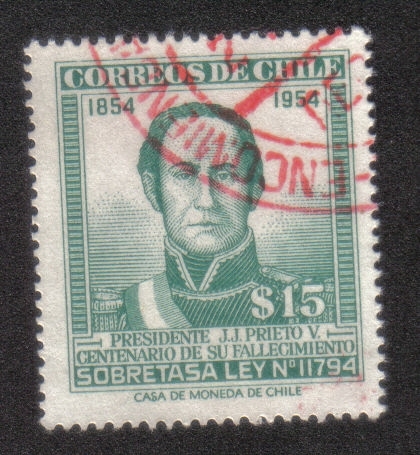 CORREOS DE CHILE
1854 1954
$15
PRESIDENTE J.J. PRIETO V.
CENTENARIO DE SU FALLECIMIENTO
SOBRETASA LEY Nº 11794
CASA DE MONEDA DE CHILE